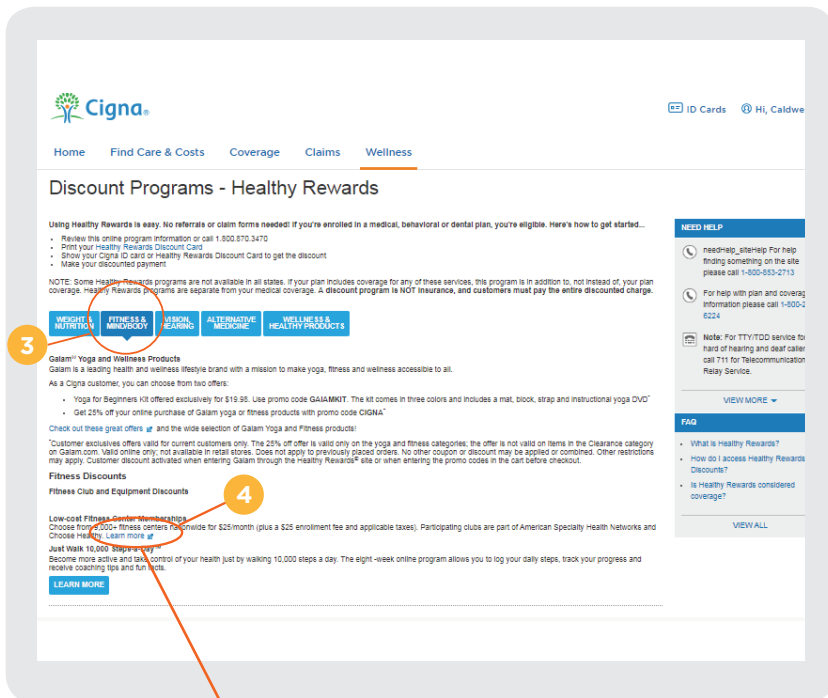 Cigna®
ID Cards Hi, Caldwe
Home Find Care & Costs Coverage Claims Wellness
Discount Programs - Healthy Rewards
Using Healthy Rewards is easy. No referrals or claim forms needed! If you're enrolled in a medical, behavioral or dental plan, you're eligible. Here's how to get started...
• Review this online program information or call 1.800.870.3470
• Print your Healthy Rewards Discount Card
• Show your Cigna ID card or Healthy Rewards Discount Card to get the discount
• Make your discounted payment
NOTE: Some Healthy Rewards programs are not available in all states. If your plan includes coverage for any of these services, this program is in addition to, not instead of, your plan
coverage. Healthy Rewards programs are separate from your medical coverage. A discount program is NOT insurance, and customers must pay the entire discounted charge.
WEIGHT & NUTRITION
FITNESS & MIND/BODY
VISION, HEARING
ALTERNATIVE MEDICINE
WELLNESS & HEALTHY PRODUCTS
3
Gaiam℠ Yoga and Wellness Products
Gaiam is a leading health and wellness lifestyle brand with a mission to make yoga, fitness and wellness accessible to all.
As a Cigna customer, you can choose from two offers:
• Yoga for Beginners Kit offered exclusively for $19.98. Use promo code GAIAMKIT. The kit comes in three colors and includes a mat, block, strap and instructional yoga DVD*
• Get 25% off your online purchase of Gaiam yoga or fitness products with promo code CIGNA*
Check out these great offers and the wide selection of Gaiam Yoga and Fitness products!
*Customer exclusives offers valid for current customers only. The 25% off offer is valid only on the yoga and fitness categories; the offer is not valid on items in the Clearance category
on Gaiam.com. Valid online only; not available in retail stores. Does not apply to previously placed orders. No other coupon or discount may be applied or combined. Other restrictions
may apply. Customer discount activated when entering Gaiam through the Healthy Rewards® site or when entering the promo codes in the cart before checkout.
Fitness Discounts
Fitness Club and Equipment Discounts
4
Low-cost Fitness Center Memberships
Choose from 9,000+ fitness centers nationwide for $25/month (plus a $25 enrollment fee and applicable taxes). Participating clubs are part of American Specialty Health Networks and
Choose Healthy. Learn more
Just Walk 10,000 Steps-a-Day™
Become more active and take control of your health just by walking 10,000 steps a day. The eight -week online program allows you to log your daily steps, track your progress and
receive coaching tips and fun facts.
LEARN MORE
NEED HELP
needHelp_siteHelp For help
finding something on the site
please call 1-800-853-2713
For help with plan and coverag
information please call 1-800-2
6224
Note: For TTY/TDD service fo
hard of hearing and deaf caller
call 711 for Telecommunication
Relay Service.
VIEW MORE
FAQ
• What is Healthy Rewards?
• How do I access Healthy Rewards
Discounts?
• Is Healthy Rewards considered
coverage?
VIEW ALL